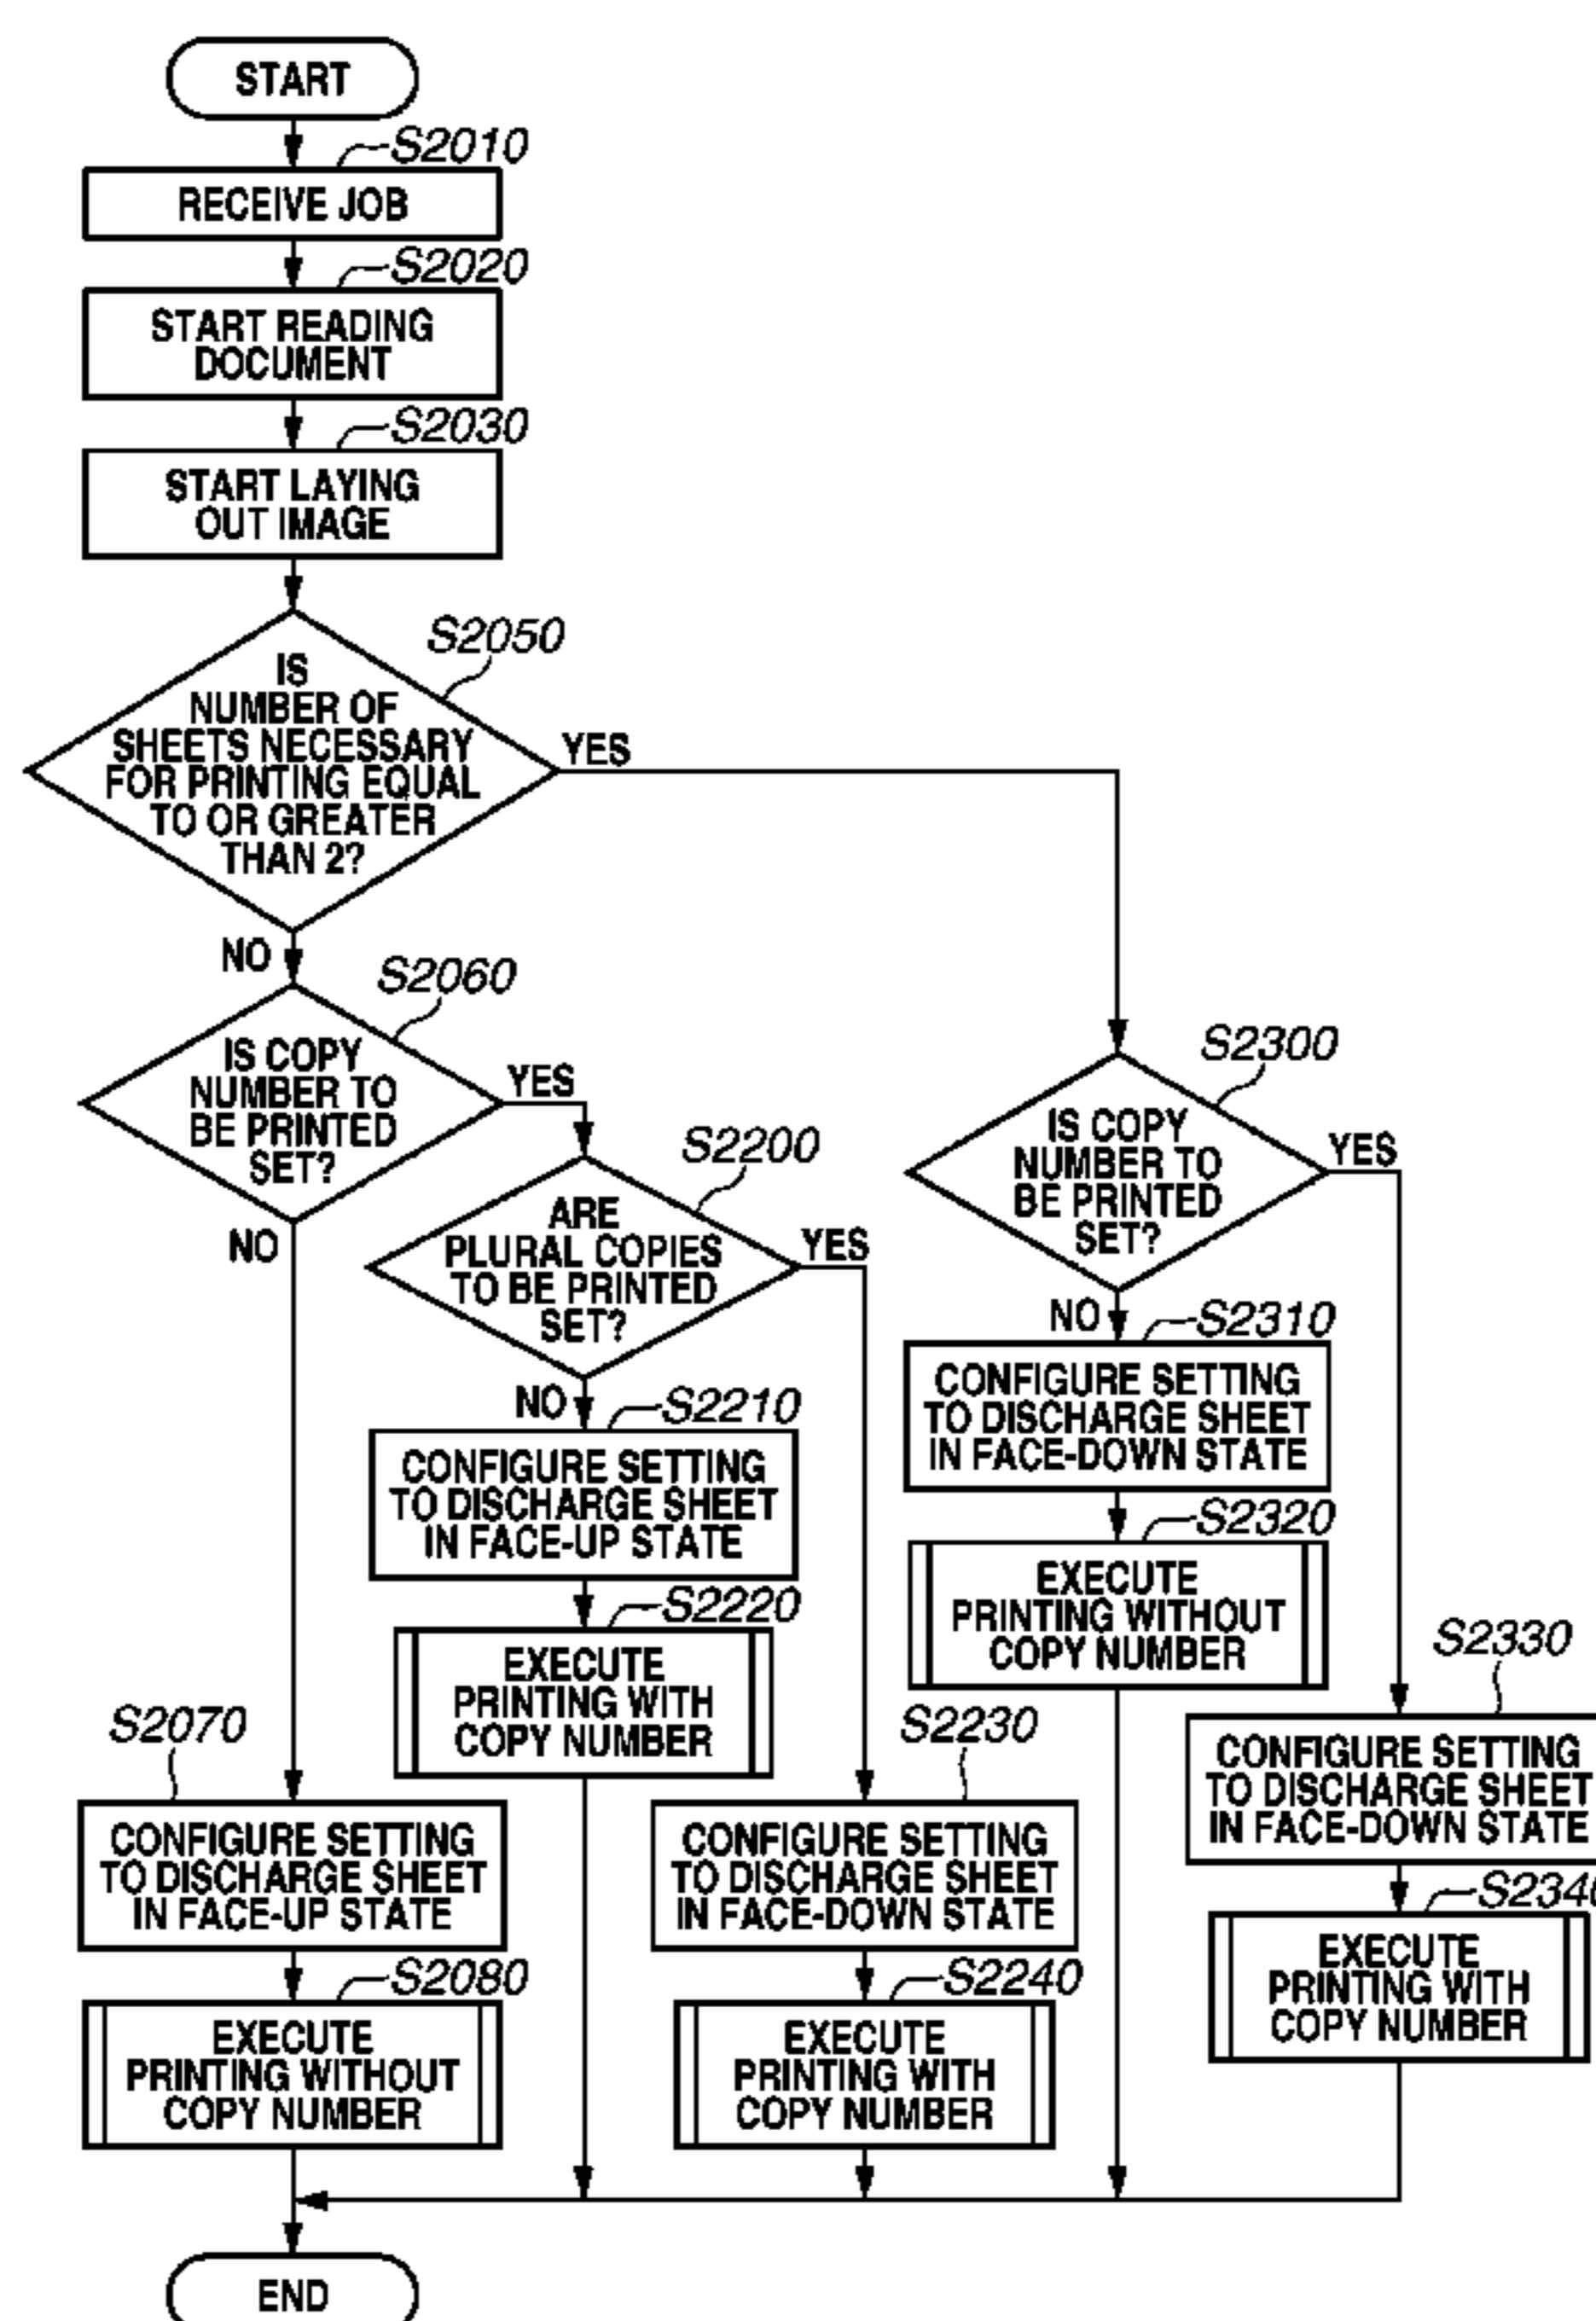 START
S2010
RECEIVE JOB
S2020
START READING
DOCUMENT
S2030
START LAYING
OUT IMAGE
S2050
IS
NUMBER OF
SHEETS NECESSARY
FOR PRINTING EQUAL
TO OR GREATER
THAN 2?
YES
NO
S2060
IS COPY
NUMBER TO
BE PRINTED
SET?
YES
NO
S2200
ARE
PLURAL COPIES
TO BE PRINTED
SET?
YES
NO
S2210
CONFIGURE SETTING
TO DISCHARGE SHEET
IN FACE-UP STATE
S2220
EXECUTE
PRINTING WITH
COPY NUMBER
S2300
IS COPY
NUMBER TO
BE PRINTED
SET?
YES
NO
S2310
CONFIGURE SETTING
TO DISCHARGE SHEET
IN FACE-DOWN STATE
S2320
EXECUTE
PRINTING WITHOUT
COPY NUMBER
S2070
CONFIGURE SETTING
TO DISCHARGE SHEET
IN FACE-UP STATE
S2080
EXECUTE
PRINTING WITHOUT
COPY NUMBER
S2230
CONFIGURE SETTING
TO DISCHARGE SHEET
IN FACE-DOWN STATE
S2240
EXECUTE
PRINTING WITH
COPY NUMBER
S2330
CONFIGURE SETTING
TO DISCHARGE SHEET
IN FACE-DOWN STATE
S2340
EXECUTE
PRINTING WITH
COPY NUMBER
END